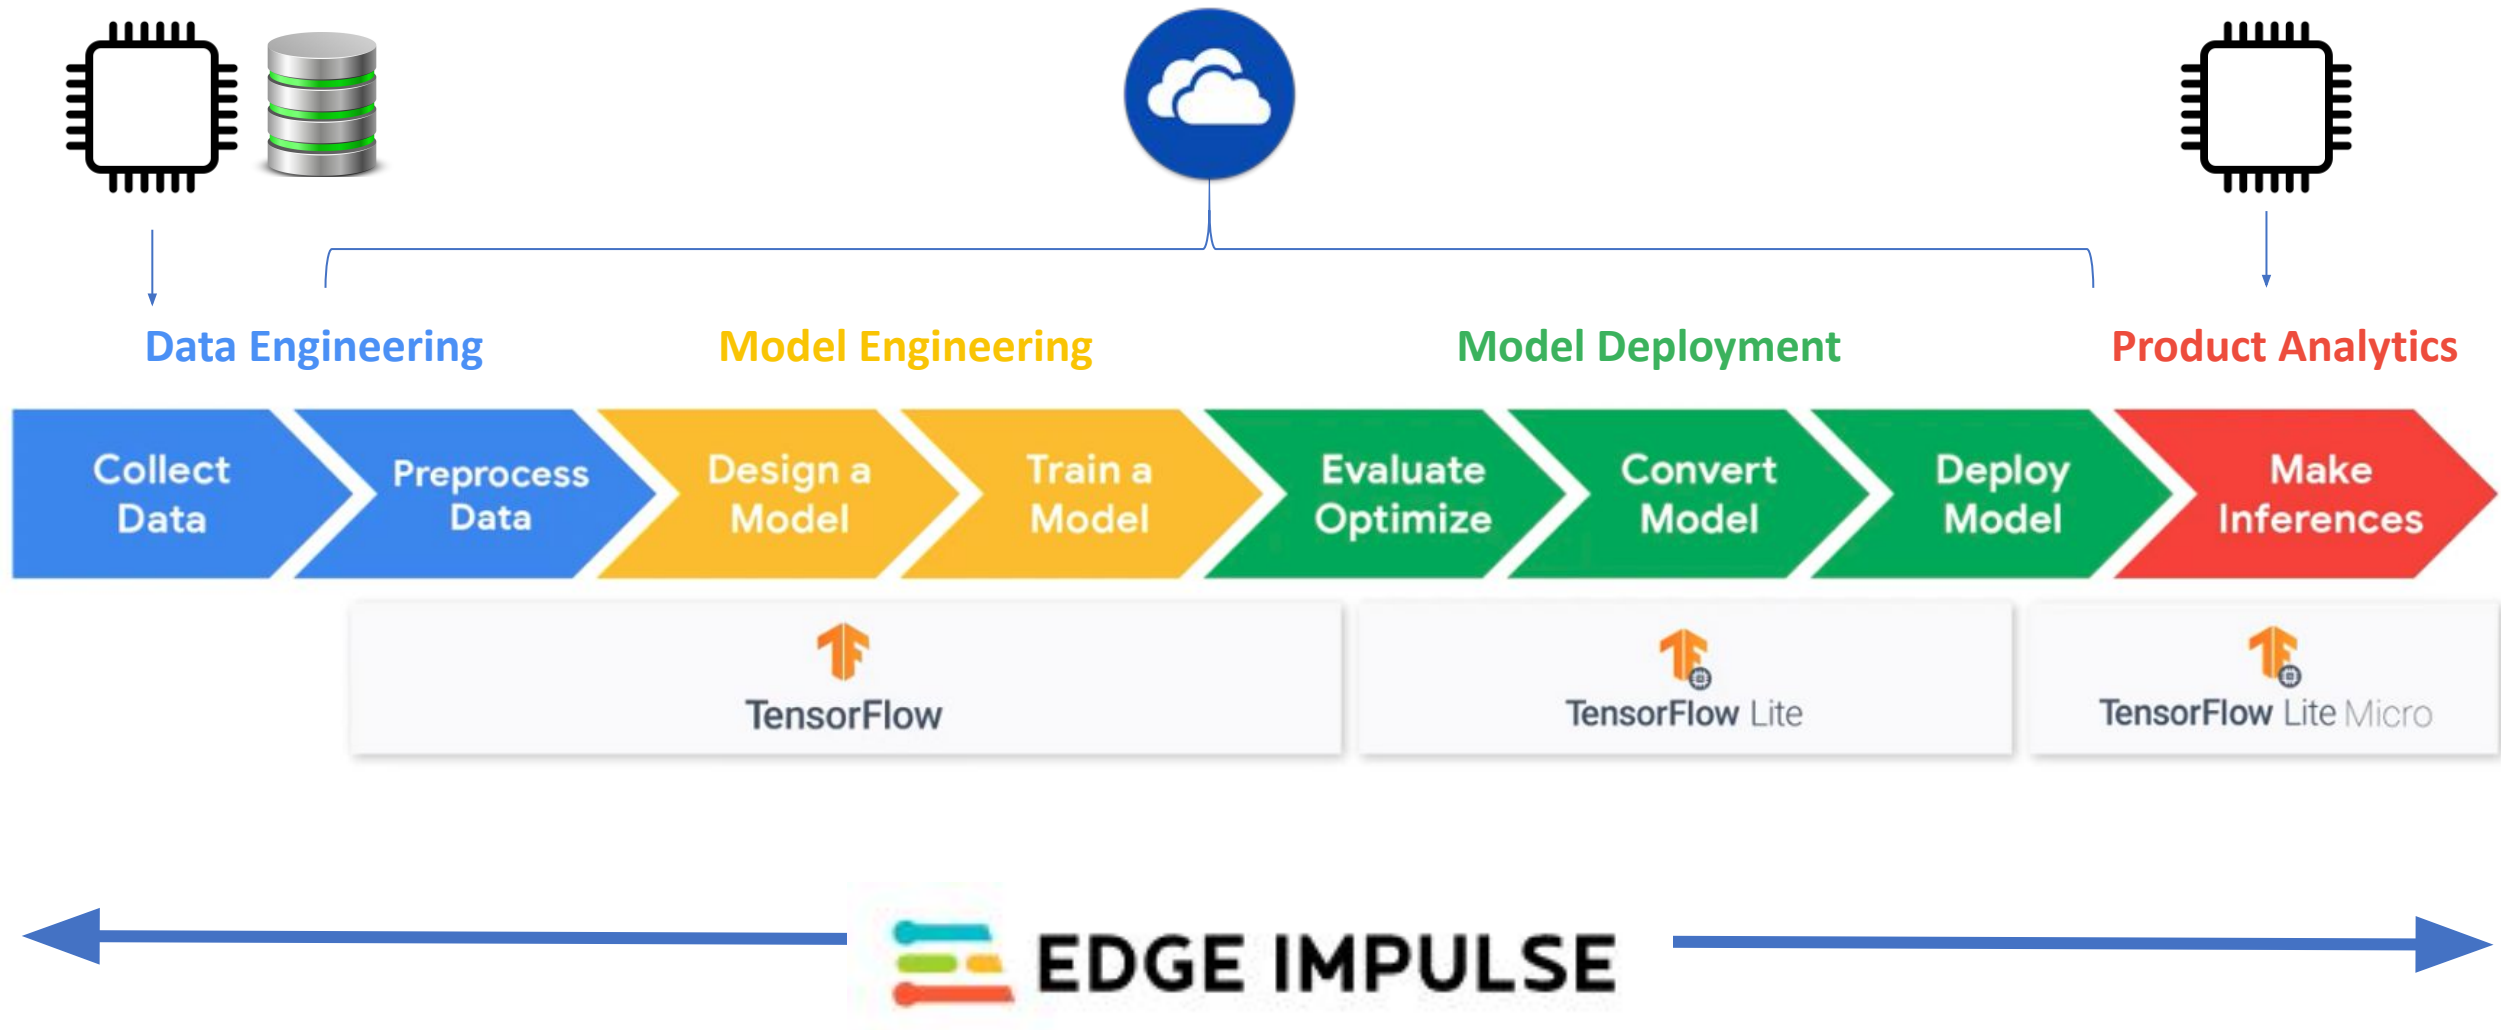 Data Engineering
Model Engineering
Model Deployment
Product Analytics
Collect
Data
Preprocess
Data
Design a
Model
Train a
Model
Evaluate
Optimize
Convert
Model
Deploy
Model
Make
Inferences
TensorFlow
TensorFlow Lite
TensorFlow Lite Micro
EDGE IMPULSE